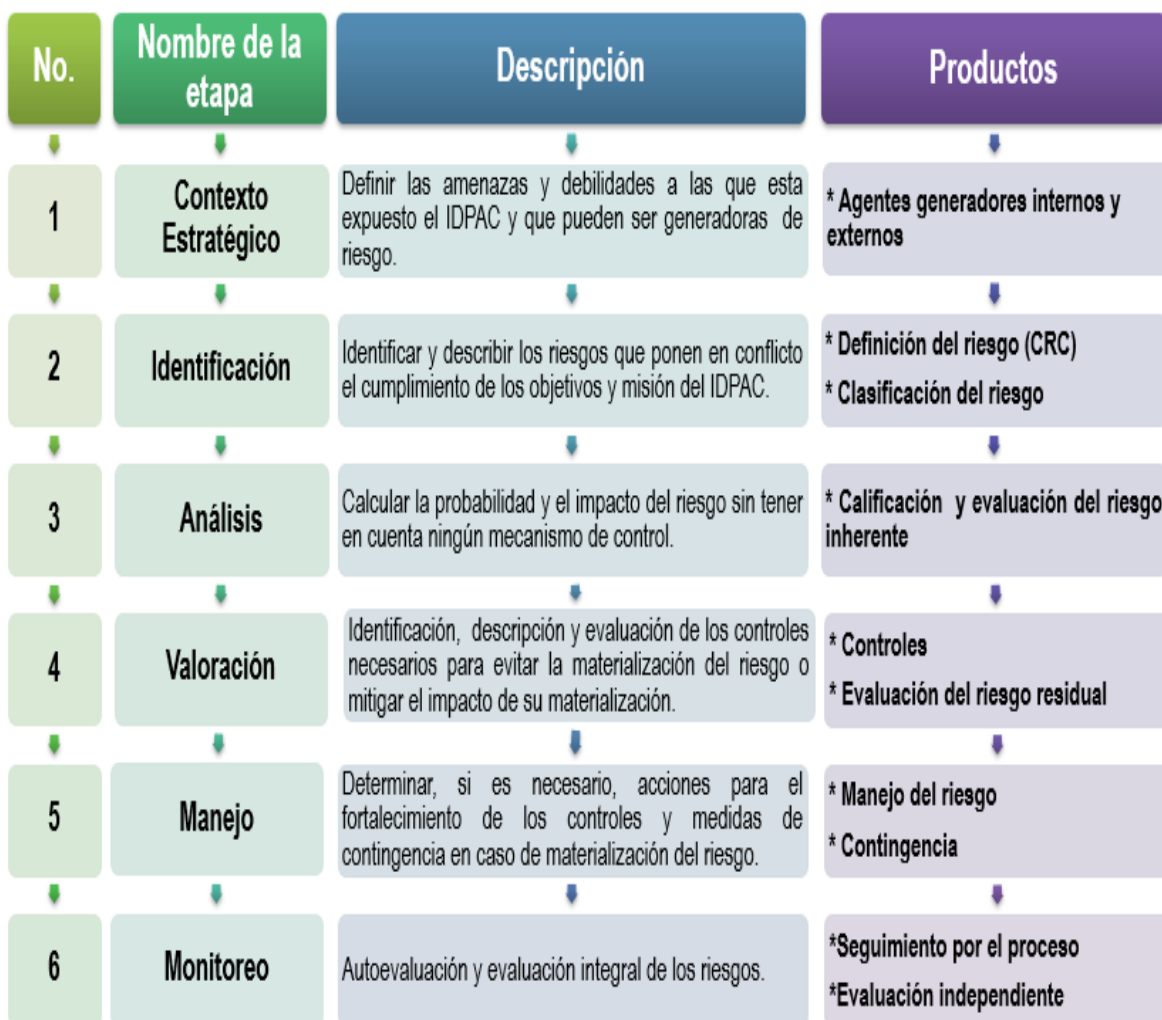 No.
Nombre de la
etapa
Descripción
Productos
1
Contexto
Estratégico
Definir las amenazas y debilidades a las que esta
expuesto el IDPAC y que pueden ser generadoras de
riesgo.
* Agentes generadores internos y
externos
2
Identificación
Identificar y describir los riesgos que ponen en conflicto
el cumplimiento de los objetivos y misión del IDPAC.
* Definición del riesgo (CRC)
* Clasificación del riesgo
3
Análisis
Calcular la probabilidad y el impacto del riesgo sin tener
en cuenta ningún mecanismo de control.
* Calificación y evaluación del riesgo
inherente
4
Valoración
Identificación, descripción y evaluación de los controles
necesarios para evitar la materialización del riesgo o
mitigar el impacto de su materialización.
* Controles
* Evaluación del riesgo residual
5
Manejo
Determinar, si es necesario, acciones para el
fortalecimiento de los controles y medidas de
contingencia en caso de materialización del riesgo.
* Manejo del riesgo
* Contingencia
6
Monitoreo
Autoevaluación y evaluación integral de los riesgos.
*Seguimiento por el proceso
*Evaluación independiente